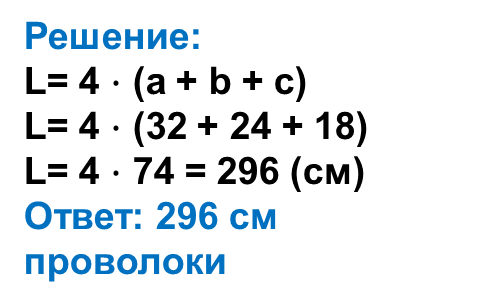 Решение:
L= 4 · (a + b + c)
L= 4 · (32 + 24 + 18)
L= 4 · 74 = 296 (см)
Ответ: 296 см
проволоки